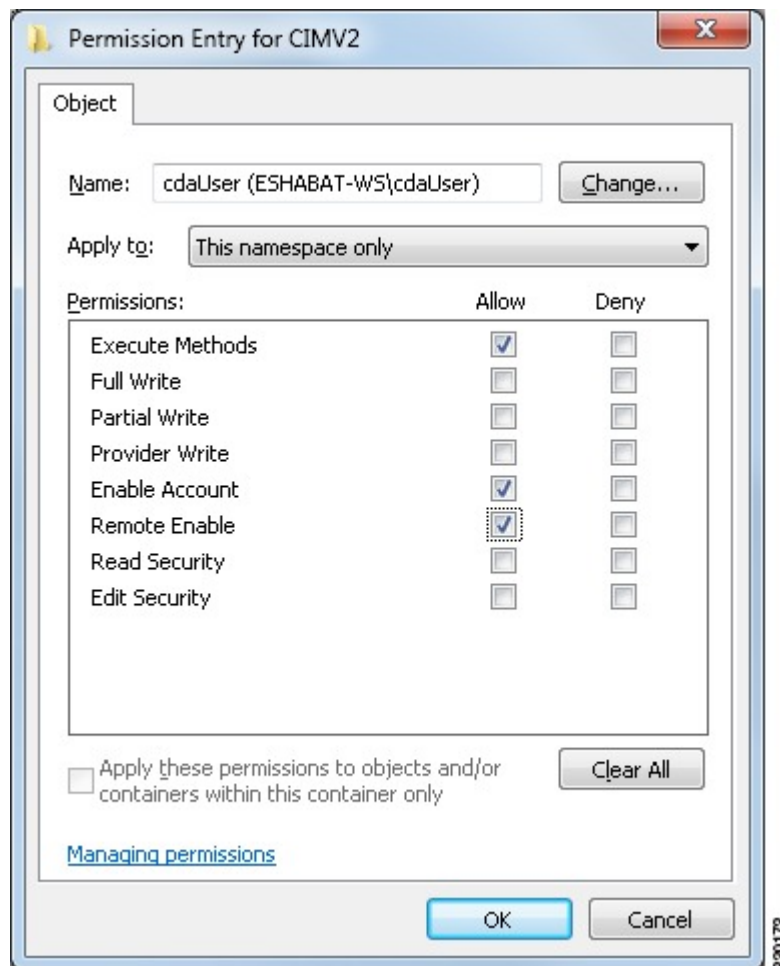 Permission Entry for CIMV2
Object
Name: cdaUser (ESHABAT-WS\cdaUser) Change...
Apply to: This namespace only
Permissions: Allow Deny
Execute Methods
Full Write
Partial Write
Provider Write
Enable Account
Remote Enable
Read Security
Edit Security
Apply these permissions to objects and/or
containers within this container only
Clear All
Managing permissions
OK Cancel